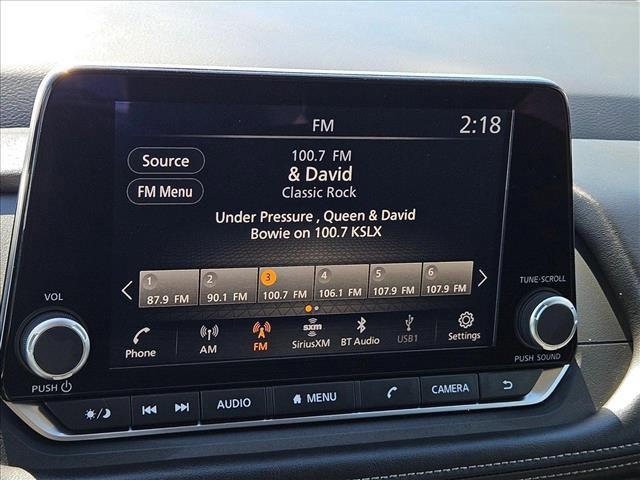 FM
2:18
Source
100.7 FM
& David
FM Menu
Classic Rock
Under Pressure , Queen & David
Bowie on 100.7 KSLX
1
2
3
4
5
6
87.9 FM
90.1 FM
100.7 FM
106.1 FM
107.9 FM
107.9 FM
TUNE·SCROLL
VOL
sxm
Phone
AM
FM
SiriusXM
BT Audio
USB1
Settings
PUSH
PUSH SOUND
AUDIO
MENU
CAMERA